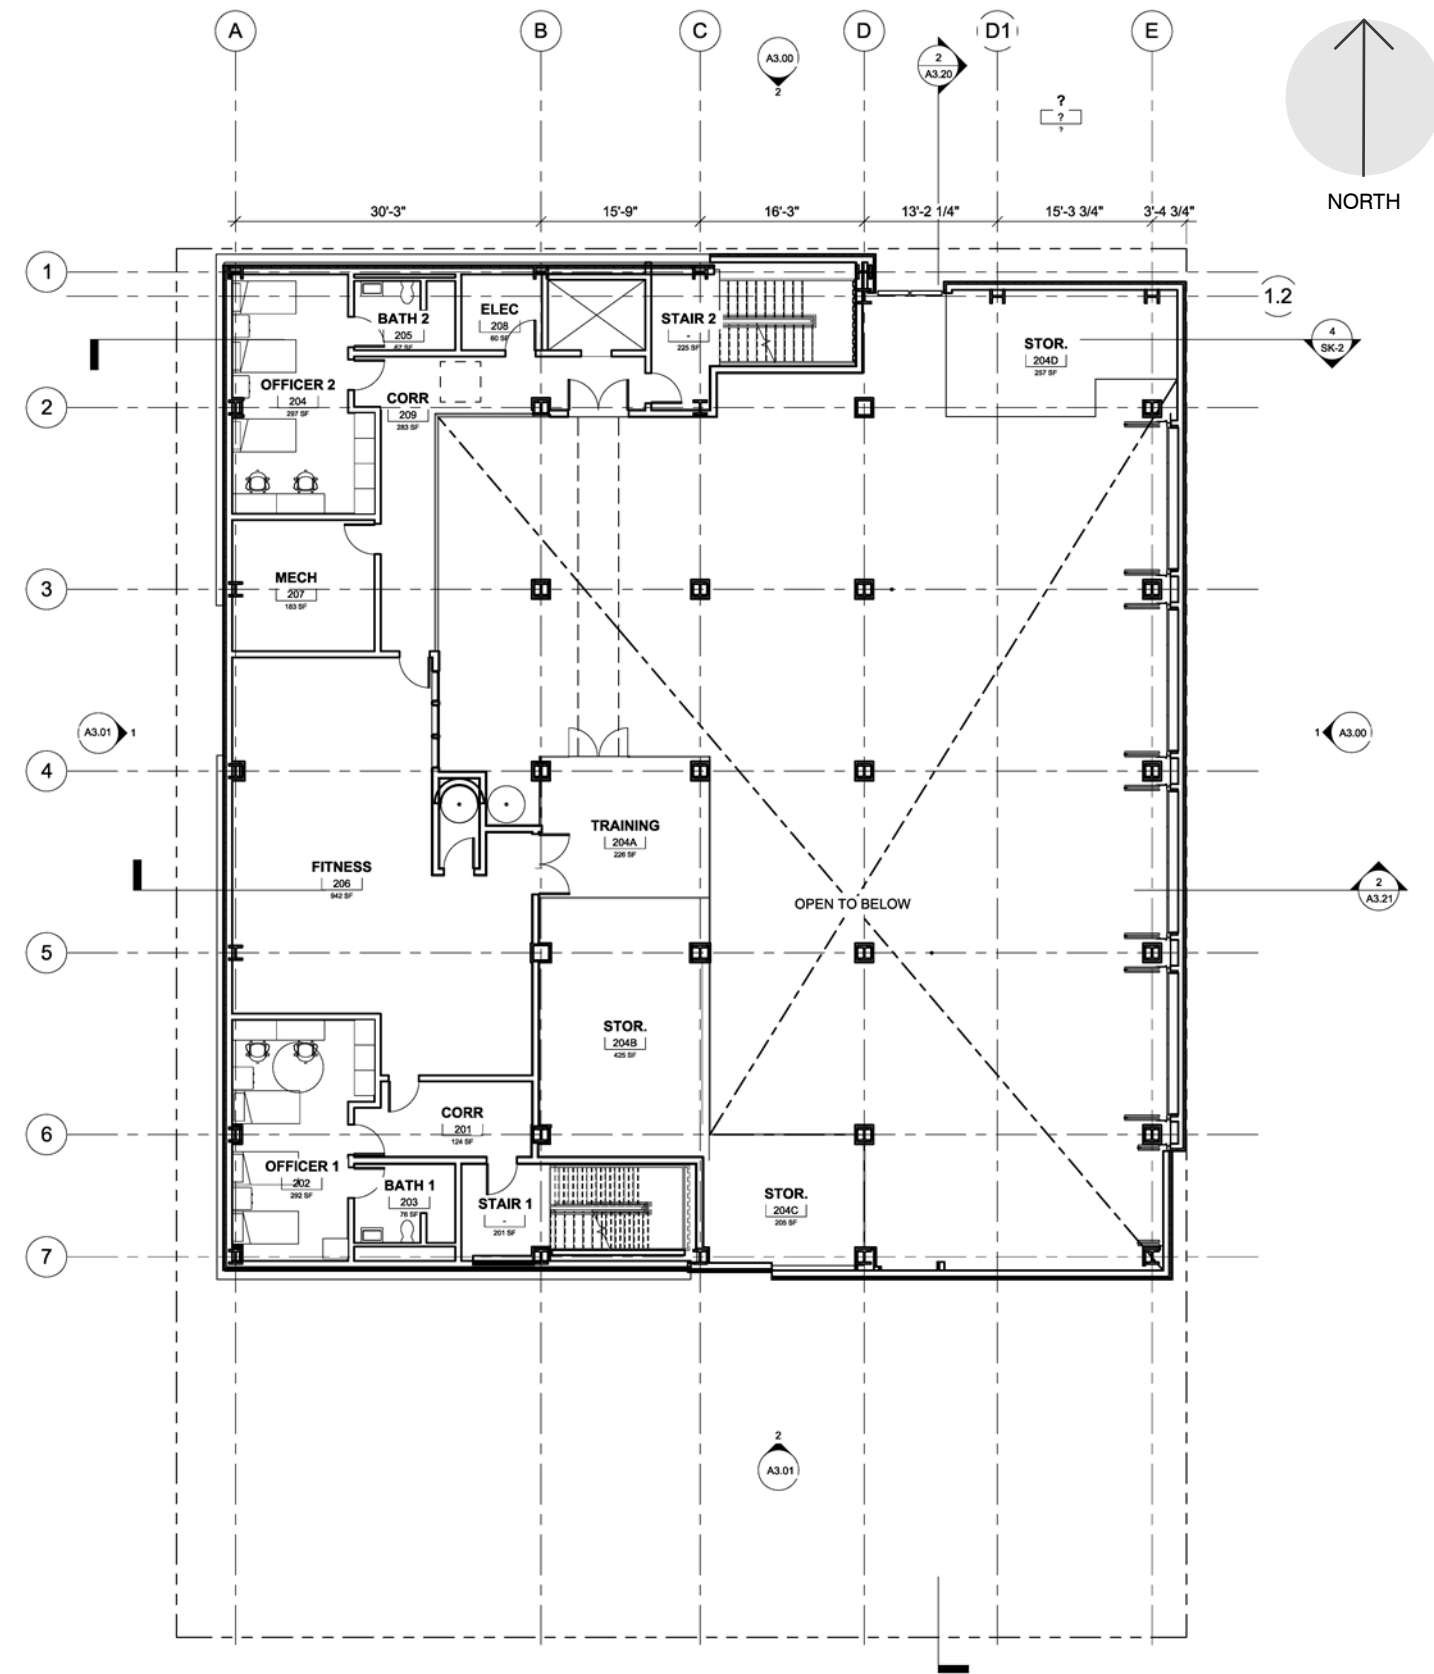 A B C D D1 E
A3.00
2
2
A3.20
?
?
?
NORTH
30'-3" 15'-9" 16'-3" 13'-2 1/4" 15'-3 3/4" 3'-4 3/4"
1
1.2
BATH 2
205
67 SF
ELEC
208
60 SF
STAIR 2
-
225 SF
STOR.
204D
257 SF
4
SK-2
OFFICER 2
204
297 SF
CORR
209
283 SF
2
MECH
207
183 SF
3
A3.01 1
1 A3.00
4
TRAINING
204A
226 SF
FITNESS
206
942 SF
OPEN TO BELOW
2
A3.21
5
STOR.
204B
425 SF
CORR
201
124 SF
6
OFFICER 1
202
292 SF
BATH 1
203
76 SF
STAIR 1
-
201 SF
STOR.
204C
205 SF
7
2
A3.01